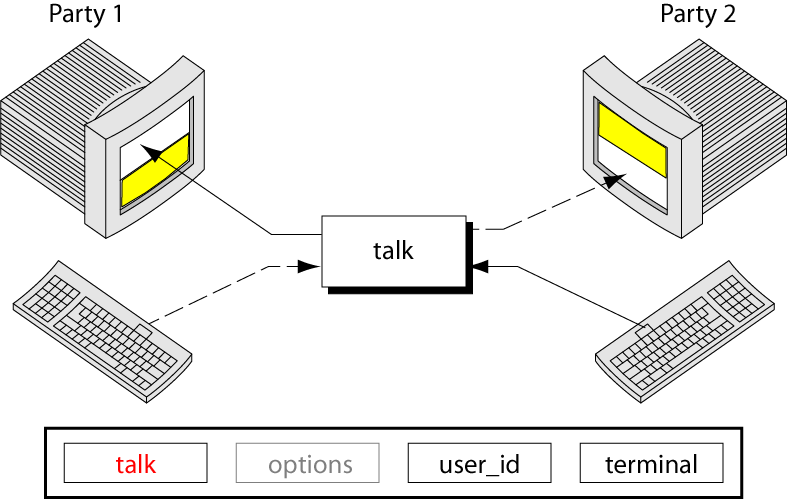 Party 1
Party 2
talk
talk
options
user_id
terminal